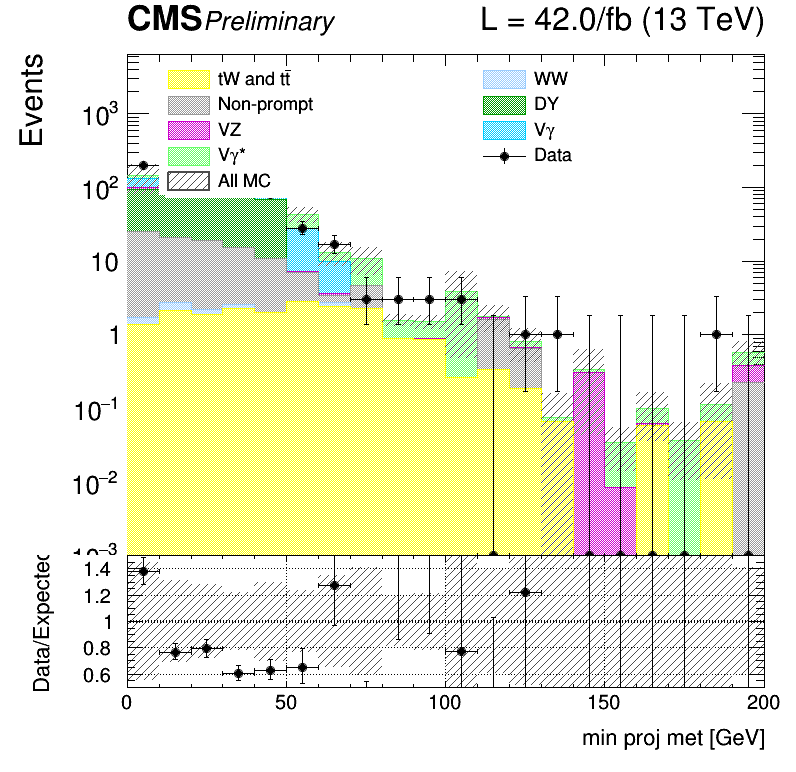 CMS Preliminary L = 42.0/fb (13 TeV)
Events
tW and tt̄ WW
Non-prompt DY
VZ Vγ
Vγ* Data
All MC
10³
10²
10
1
10⁻¹
10⁻²
Data/Expected
1.4
1.2
1
0.8
0.6
0 50 100 150 200
min proj met [GeV]